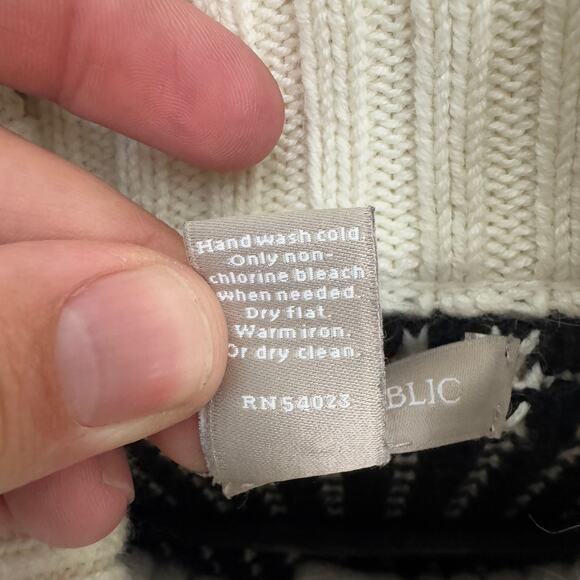 Hand wash cold.
Only non-
chlorine bleach
when needed.
Dry flat.
Warm iron.
Or dry clean.
RN 54023
BLIC